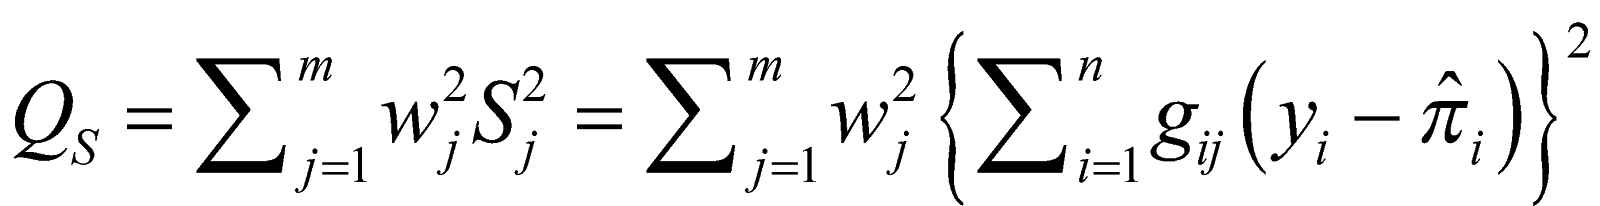 $Q_S = \sum_{j=1}^{m} w_j^2 S_j^2 = \sum_{j=1}^{m} w_j^2 \left\{ \sum_{i=1}^{n} g_{ij} \left( y_i - \hat{\pi}_i \right) \right\}^2$